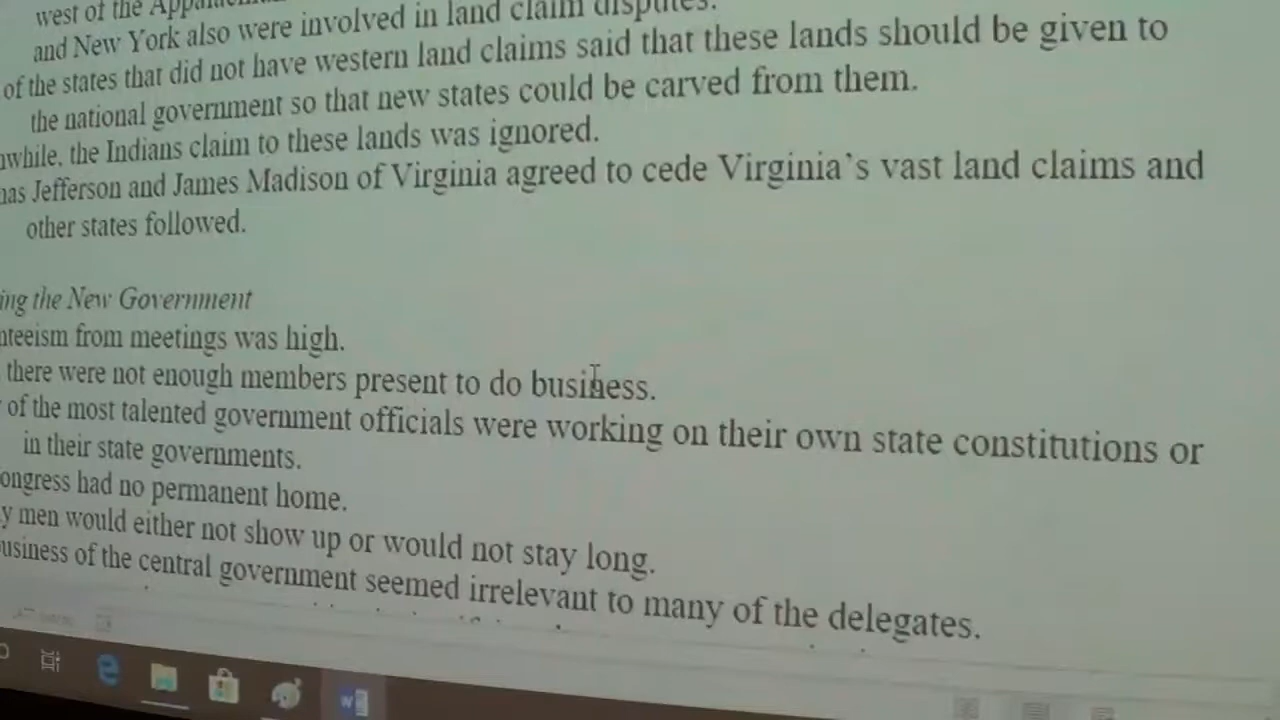 west of the
and New York also were involved in land claim disputes.
of the states that did not have western land claims said that these lands should be given to
the national government so that new states could be carved from them.
while, the Indians claim to these lands was ignored.
as Jefferson and James Madison of Virginia agreed to cede Virginia’s vast land claims and
other states followed.
ing the New Government
nteeism from meetings was high.
there were not enough members present to do business.
of the most talented government officials were working on their own state constitutions or
in their state governments.
ongress had no permanent home.
y men would either not show up or would not stay long.
usiness of the central government seemed irrelevant to many of the delegates.